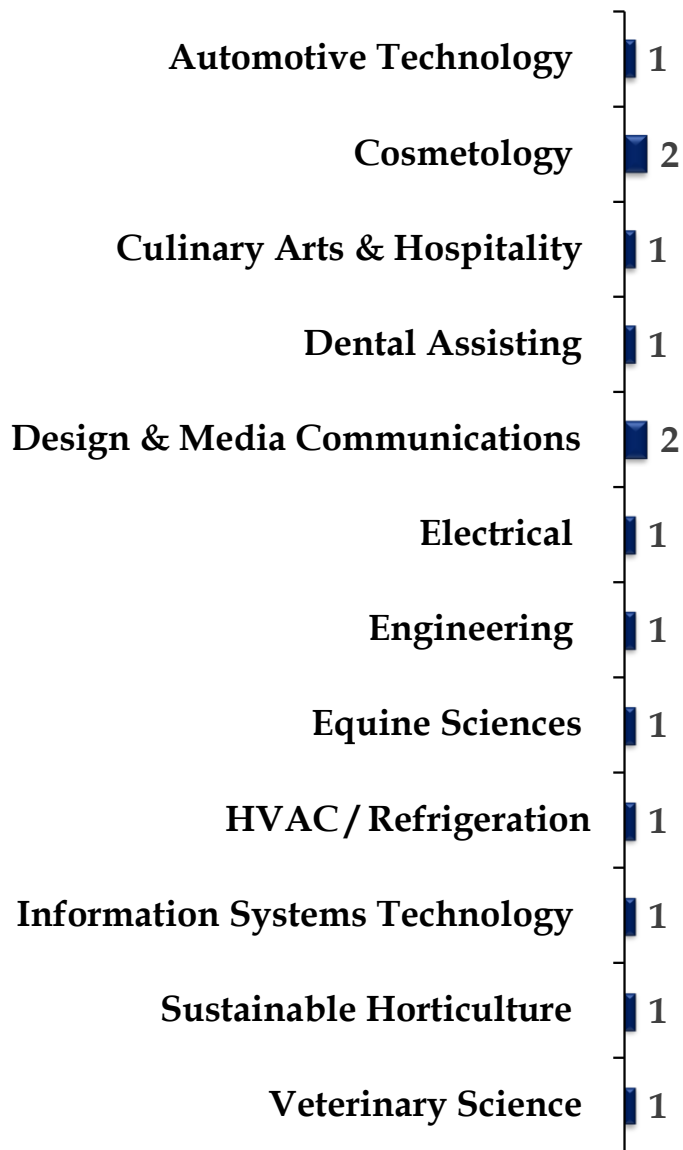 Automotive Technology 1
Cosmetology 2
Culinary Arts & Hospitality 1
Dental Assisting 1
Design & Media Communications 2
Electrical 1
Engineering 1
Equine Sciences 1
HVAC / Refrigeration 1
Information Systems Technology 1
Sustainable Horticulture 1
Veterinary Science 1